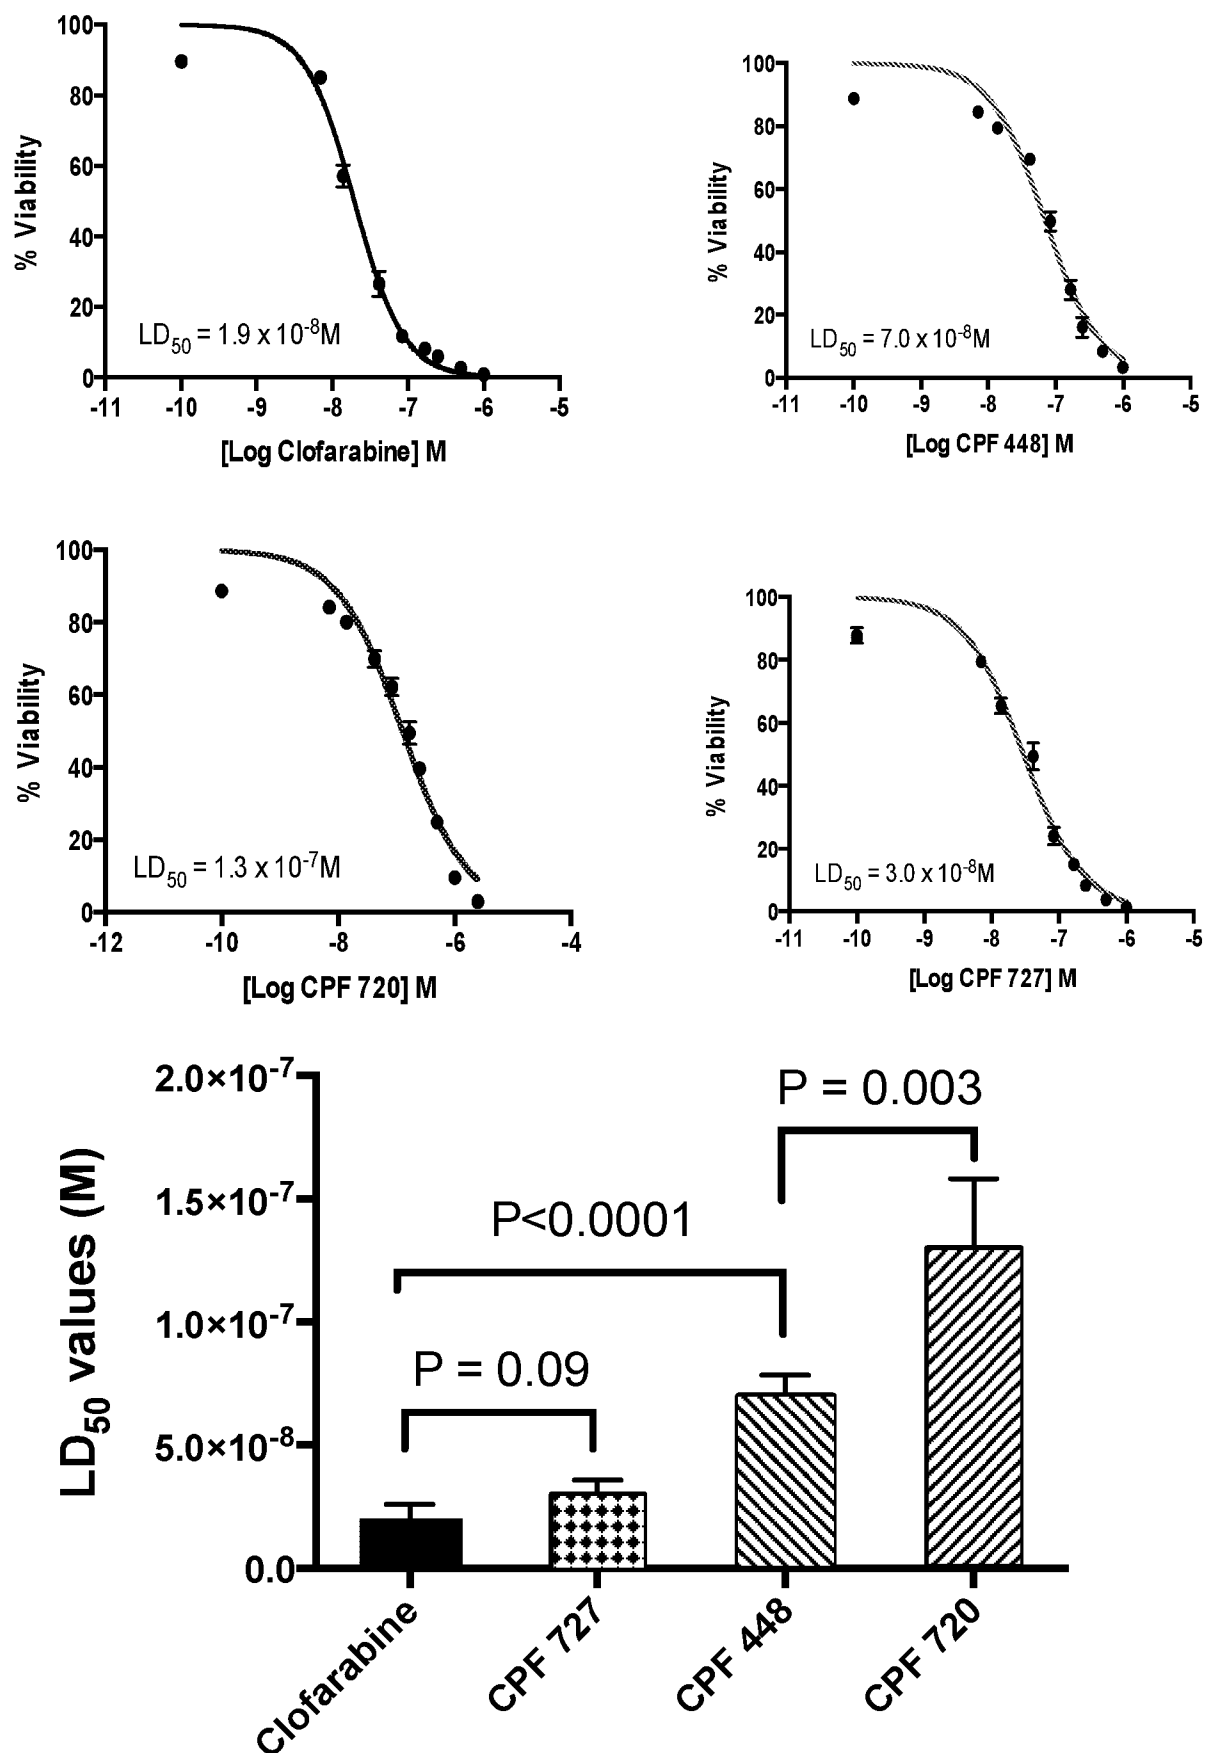 100
80
60
40
20
0
% Viability
LD50 = 1.9 x 10-8M
-11 -10 -9 -8 -7 -6 -5
[Log Clofarabine] M
100
80
60
40
20
0
% Viability
LD50 = 7.0 x 10-8M
-11 -10 -9 -8 -7 -6 -5
[Log CPF 448] M
100
80
60
40
20
0
% Viability
LD50 = 1.3 x 10-7M
-12 -10 -8 -6 -4
[Log CPF 720] M
100
80
60
40
20
0
% Viability
LD50 = 3.0 x 10-8M
-11 -10 -9 -8 -7 -6 -5
[Log CPF 727] M
2.0×10-7
1.5×10-7
1.0×10-7
5.0×10-8
0.0
LD50 values (M)
P = 0.003
P<0.0001
P = 0.09
Clofarabine
CPF 727
CPF 448
CPF 720